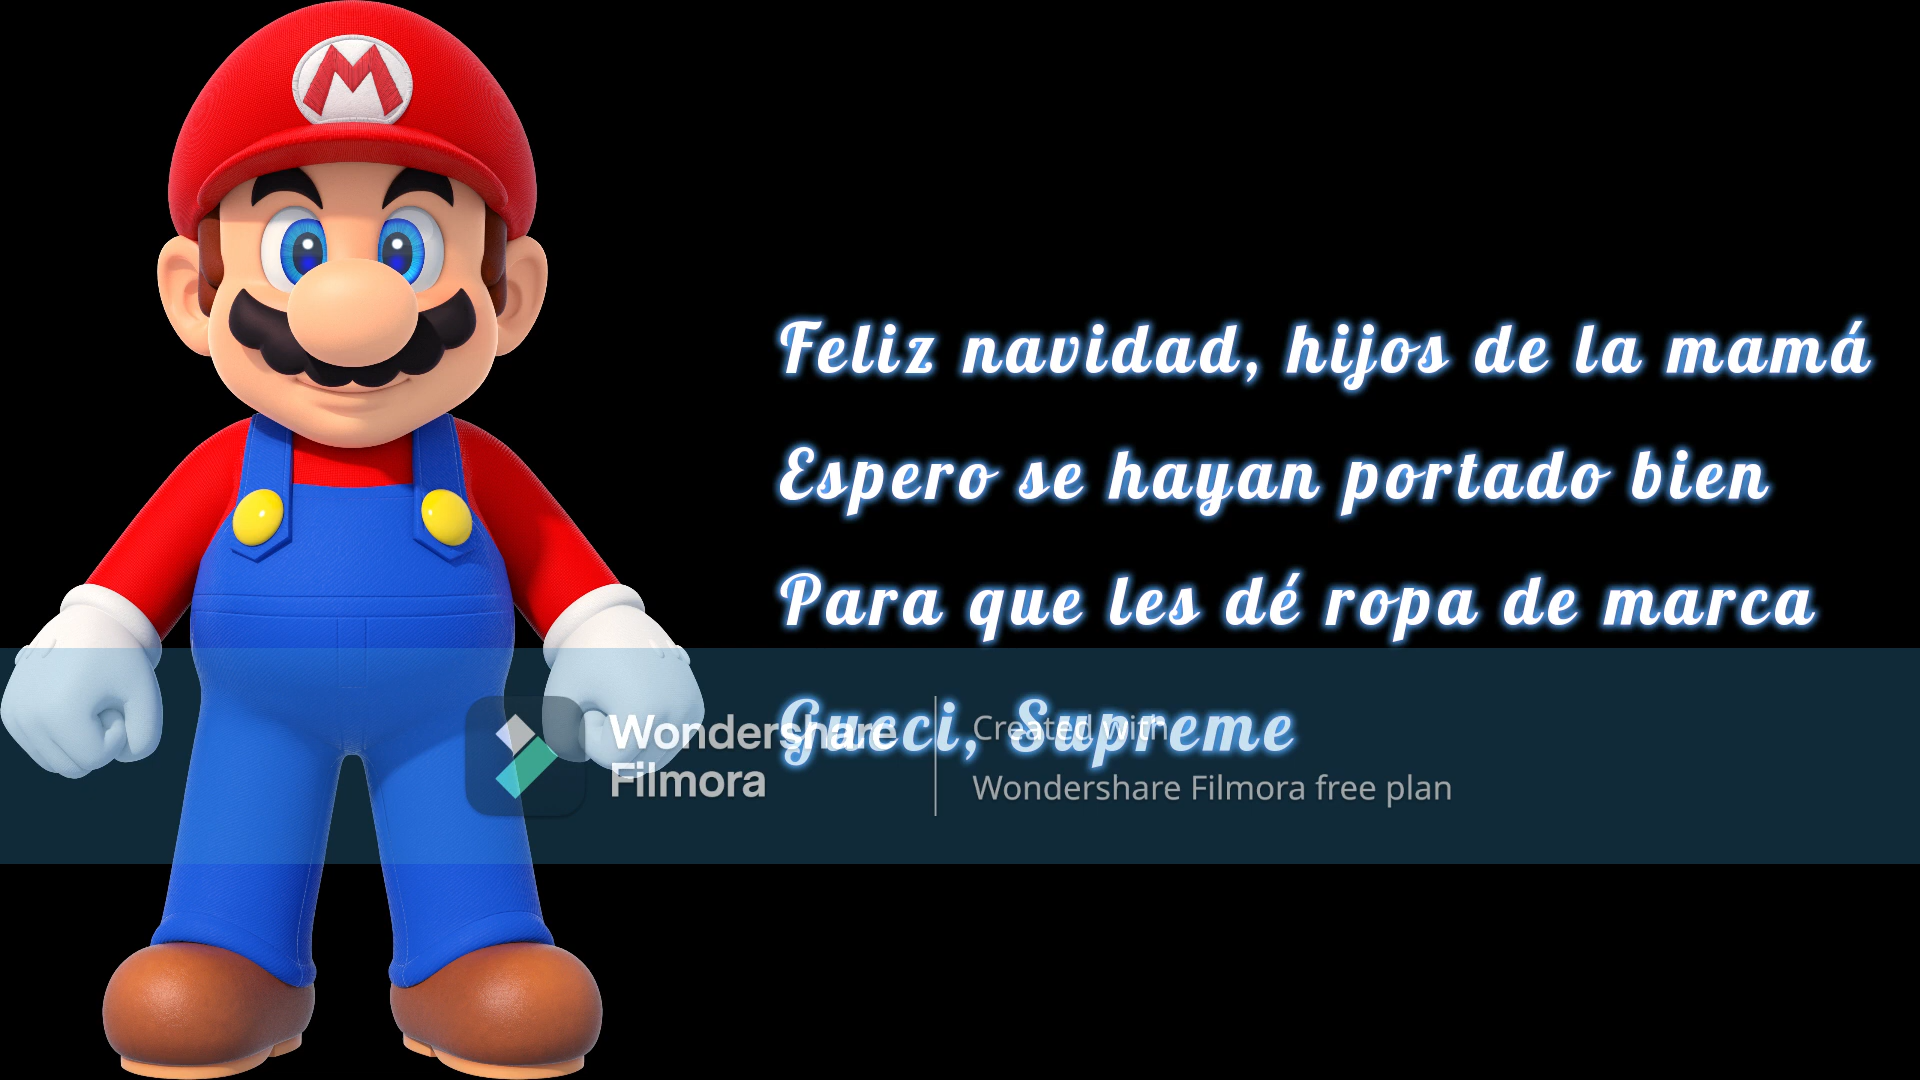 M
Feliz navidad, hijos de la mamá
Espero se hayan portado bien
Para que les dé ropa de marca
Gucci, Supreme
Wondershare
Filmora
Created with
Wondershare Filmora free plan